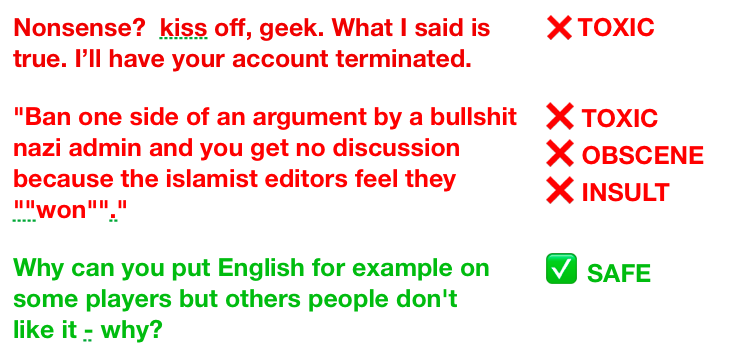 Nonsense?  kiss off, geek. What I said is
true. I’ll have your account terminated.
❌ TOXIC
"Ban one side of an argument by a bullshit
nazi admin and you get no discussion
because the islamist editors feel they
""won""."
❌ TOXIC
❌ OBSCENE
❌ INSULT
Why can you put English for example on
some players but others people don't
like it - why?
✅ SAFE